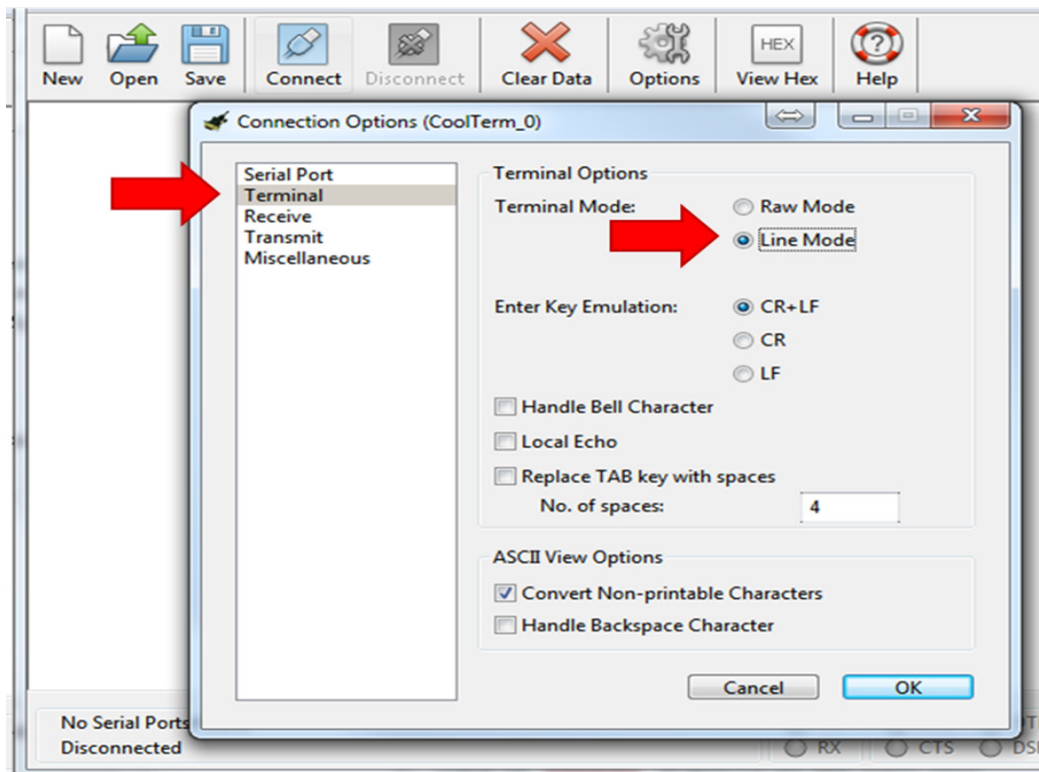 New Open Save Connect Disconnect Clear Data Options HEX View Hex Help
Connection Options (CoolTerm_0)
Serial Port
Terminal
Receive
Transmit
Miscellaneous
Terminal Options
Terminal Mode:
Raw Mode
Line Mode
Enter Key Emulation:
CR+LF
CR
LF
Handle Bell Character
Local Echo
Replace TAB key with spaces
No. of spaces: 4
ASCII View Options
Convert Non-printable Characters
Handle Backspace Character
Cancel OK
No Serial Ports
Disconnected
RX CTS